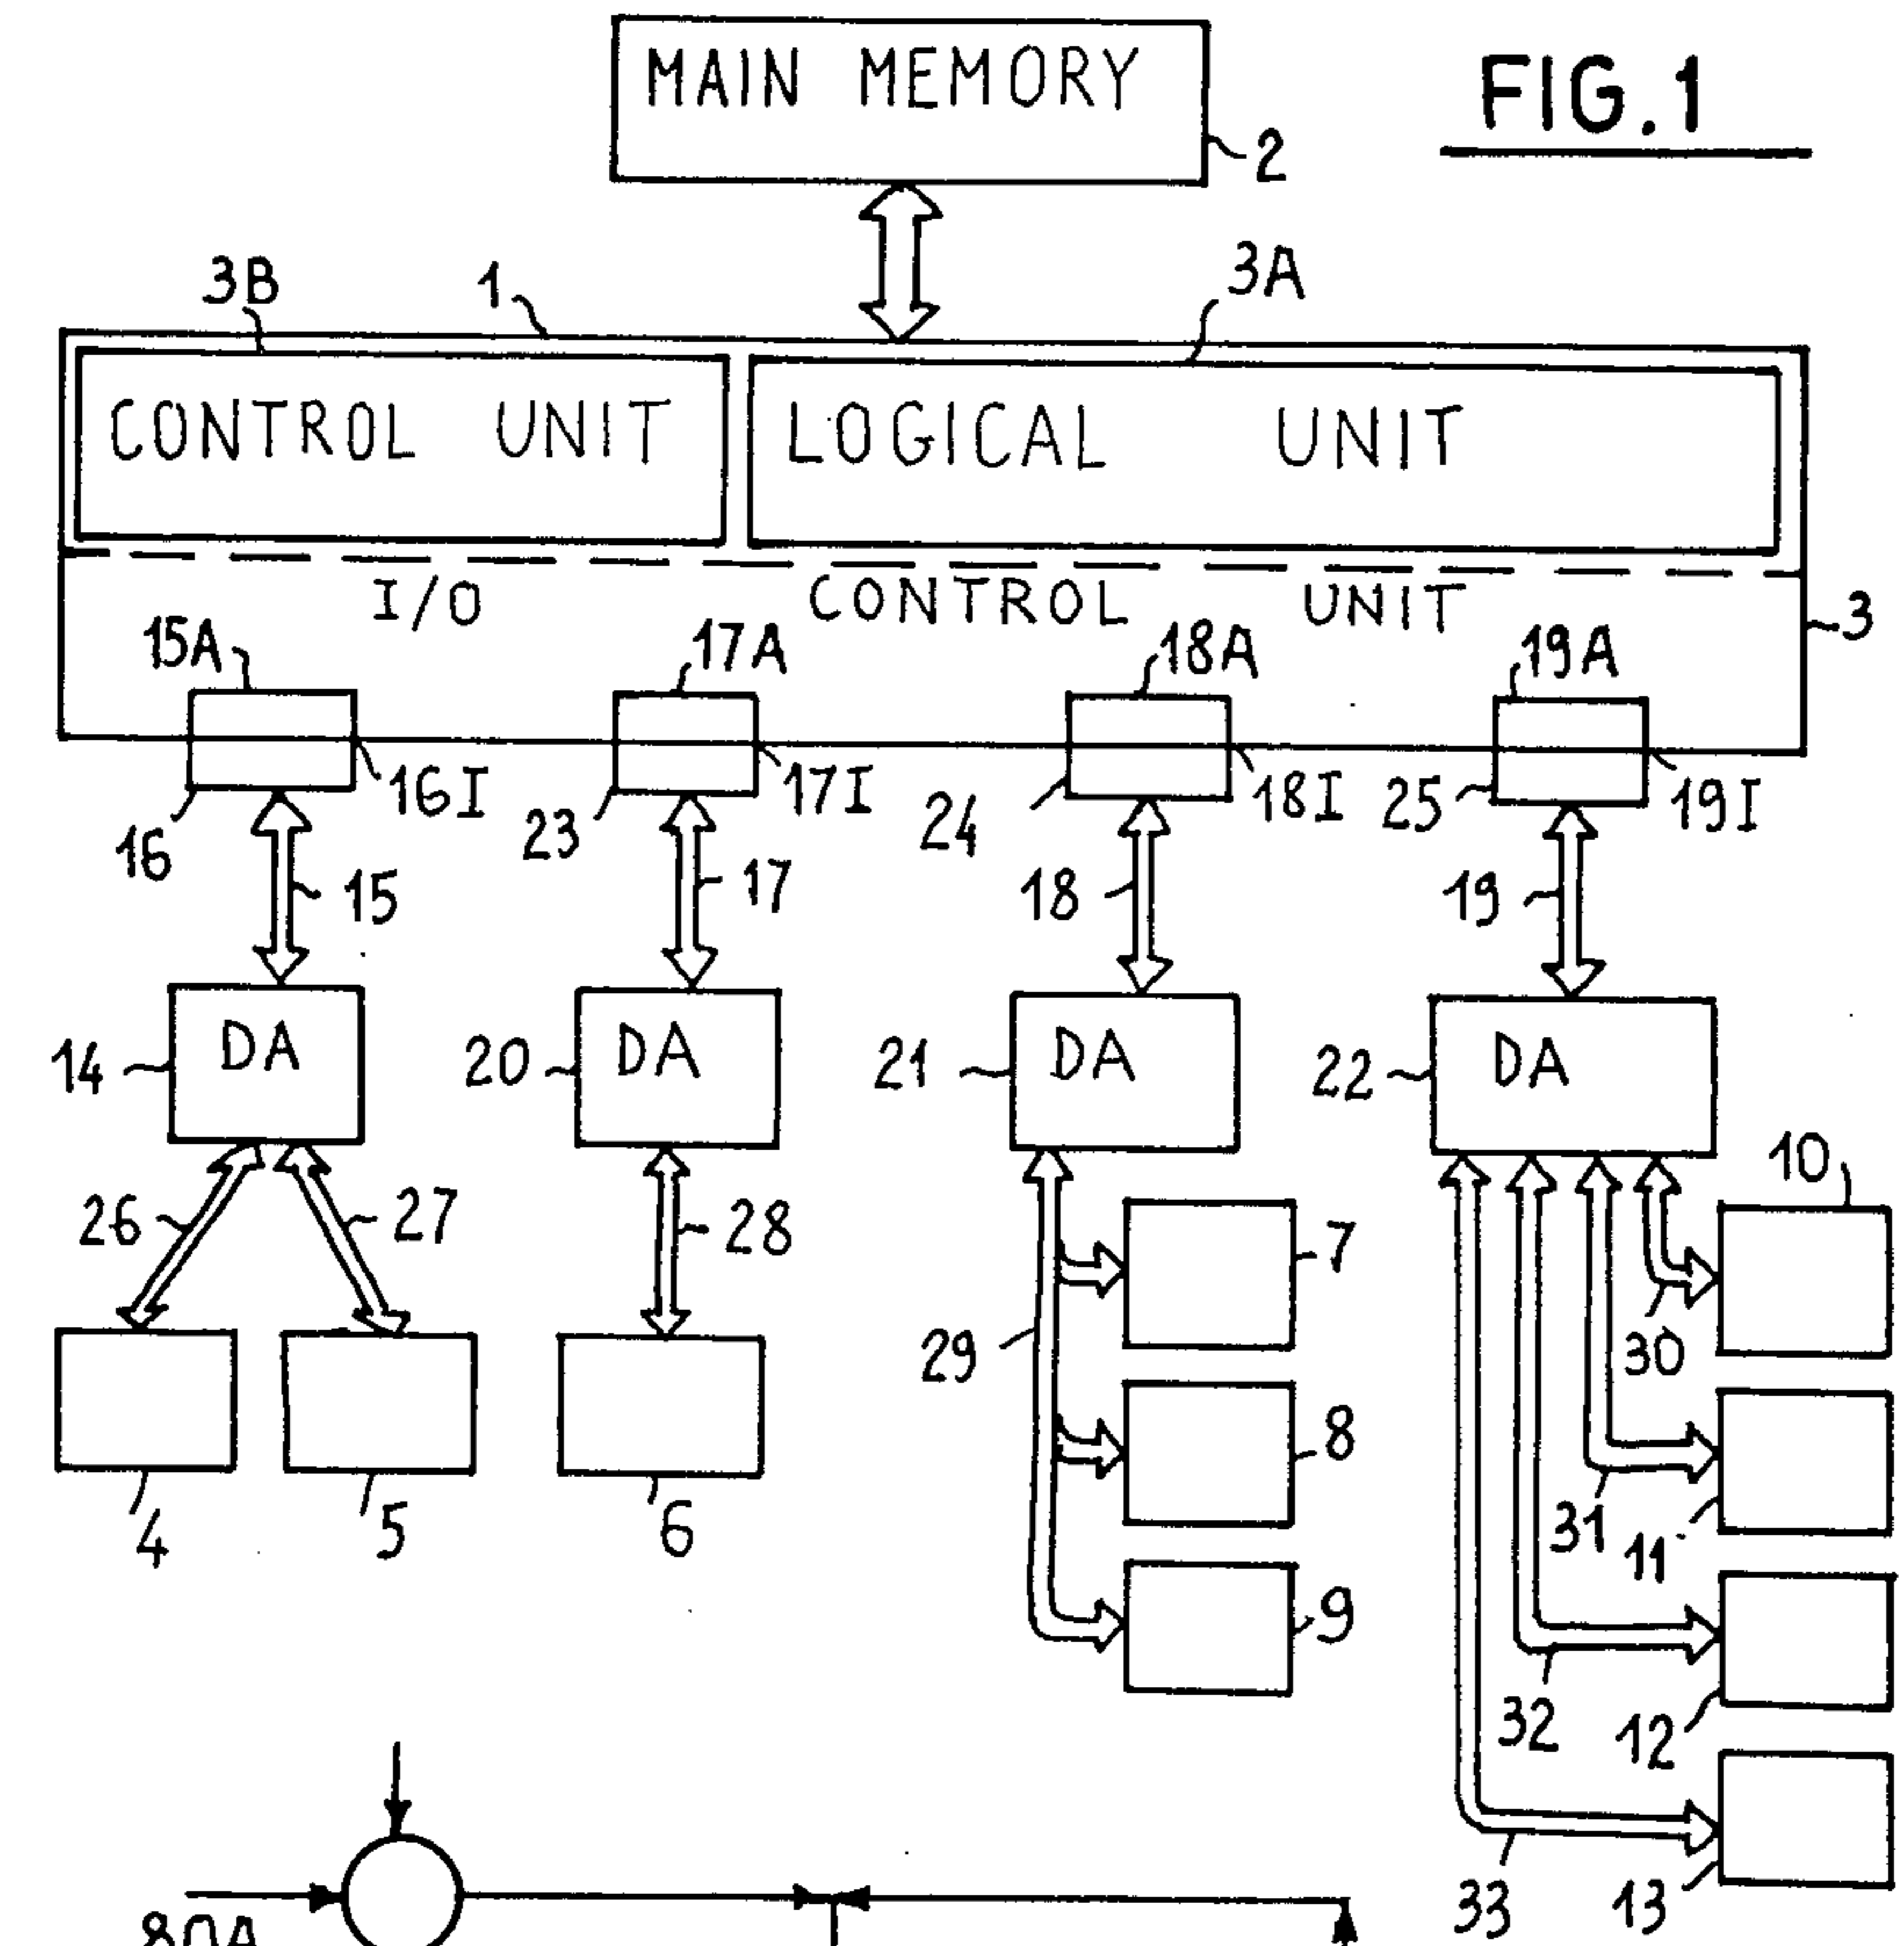 MAIN MEMORY
FIG.1
2
3B
1
3A
CONTROL UNIT
LOGICAL UNIT
I/O CONTROL UNIT
3
15A
17A
18A
19A
16I
17I
18I
19I
16
23
24
25
15
17
18
19
14
DA
20
DA
21
DA
22
DA
10
26
27
28
7
29
30
8
4
5
6
31
11
9
32
12
33
13
80A